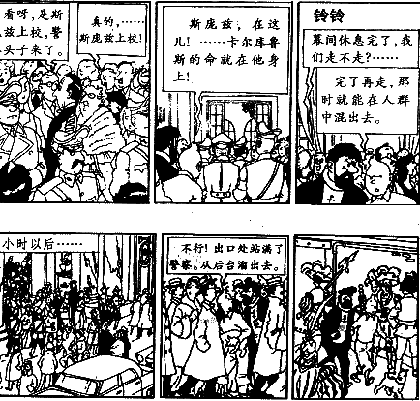 看呀,是斯
庞兹上校,警
头子来了。
真的,……
斯庞兹上校!
斯庞兹,在这
儿!……卡尔库鲁
斯的命就在他身
上!
铃铃
幕间休息完了,我
们走不走?……
完了再走,那
时就能在人群
中混出去。
小时以后……
不行!出口处站满了
警察。从后台溜出去。